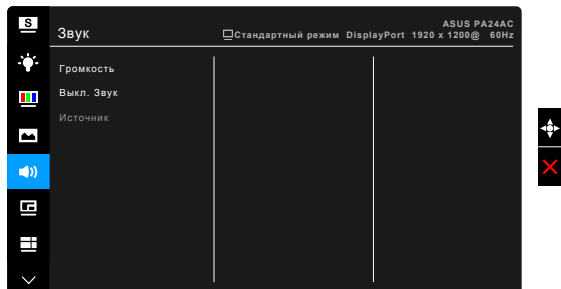 S
ASUS PA24AC
Звук
Стандартный режим DisplayPort 1920 x 1200@ 60Hz
Громкость
Выкл. Звук
Источник